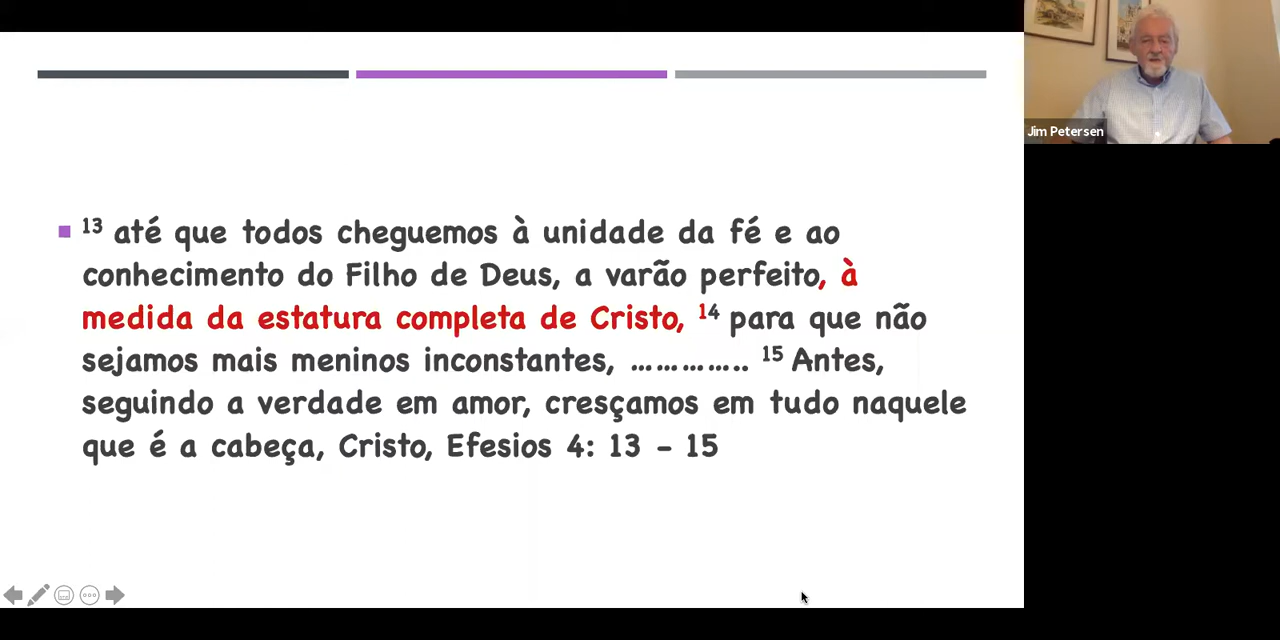 ¹³ até que todos cheguemos à unidade da fé e ao
conhecimento do Filho de Deus, a varão perfeito, à
medida da estatura completa de Cristo, ¹⁴ para que não
sejamos mais meninos inconstantes, ………….. ¹⁵ Antes,
seguindo a verdade em amor, cresçamos em tudo naquele
que é a cabeça, Cristo, Efesios 4: 13 – 15
Jim Petersen